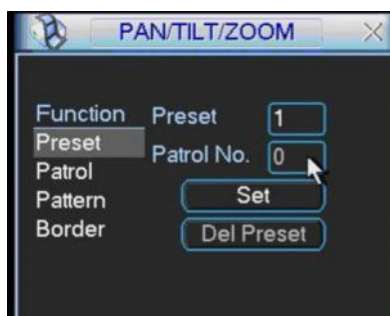 PAN/TILT/ZOOM
Function
Preset
Patrol
Pattern
Border
Preset 1
Patrol No. 0
Set
Del Preset